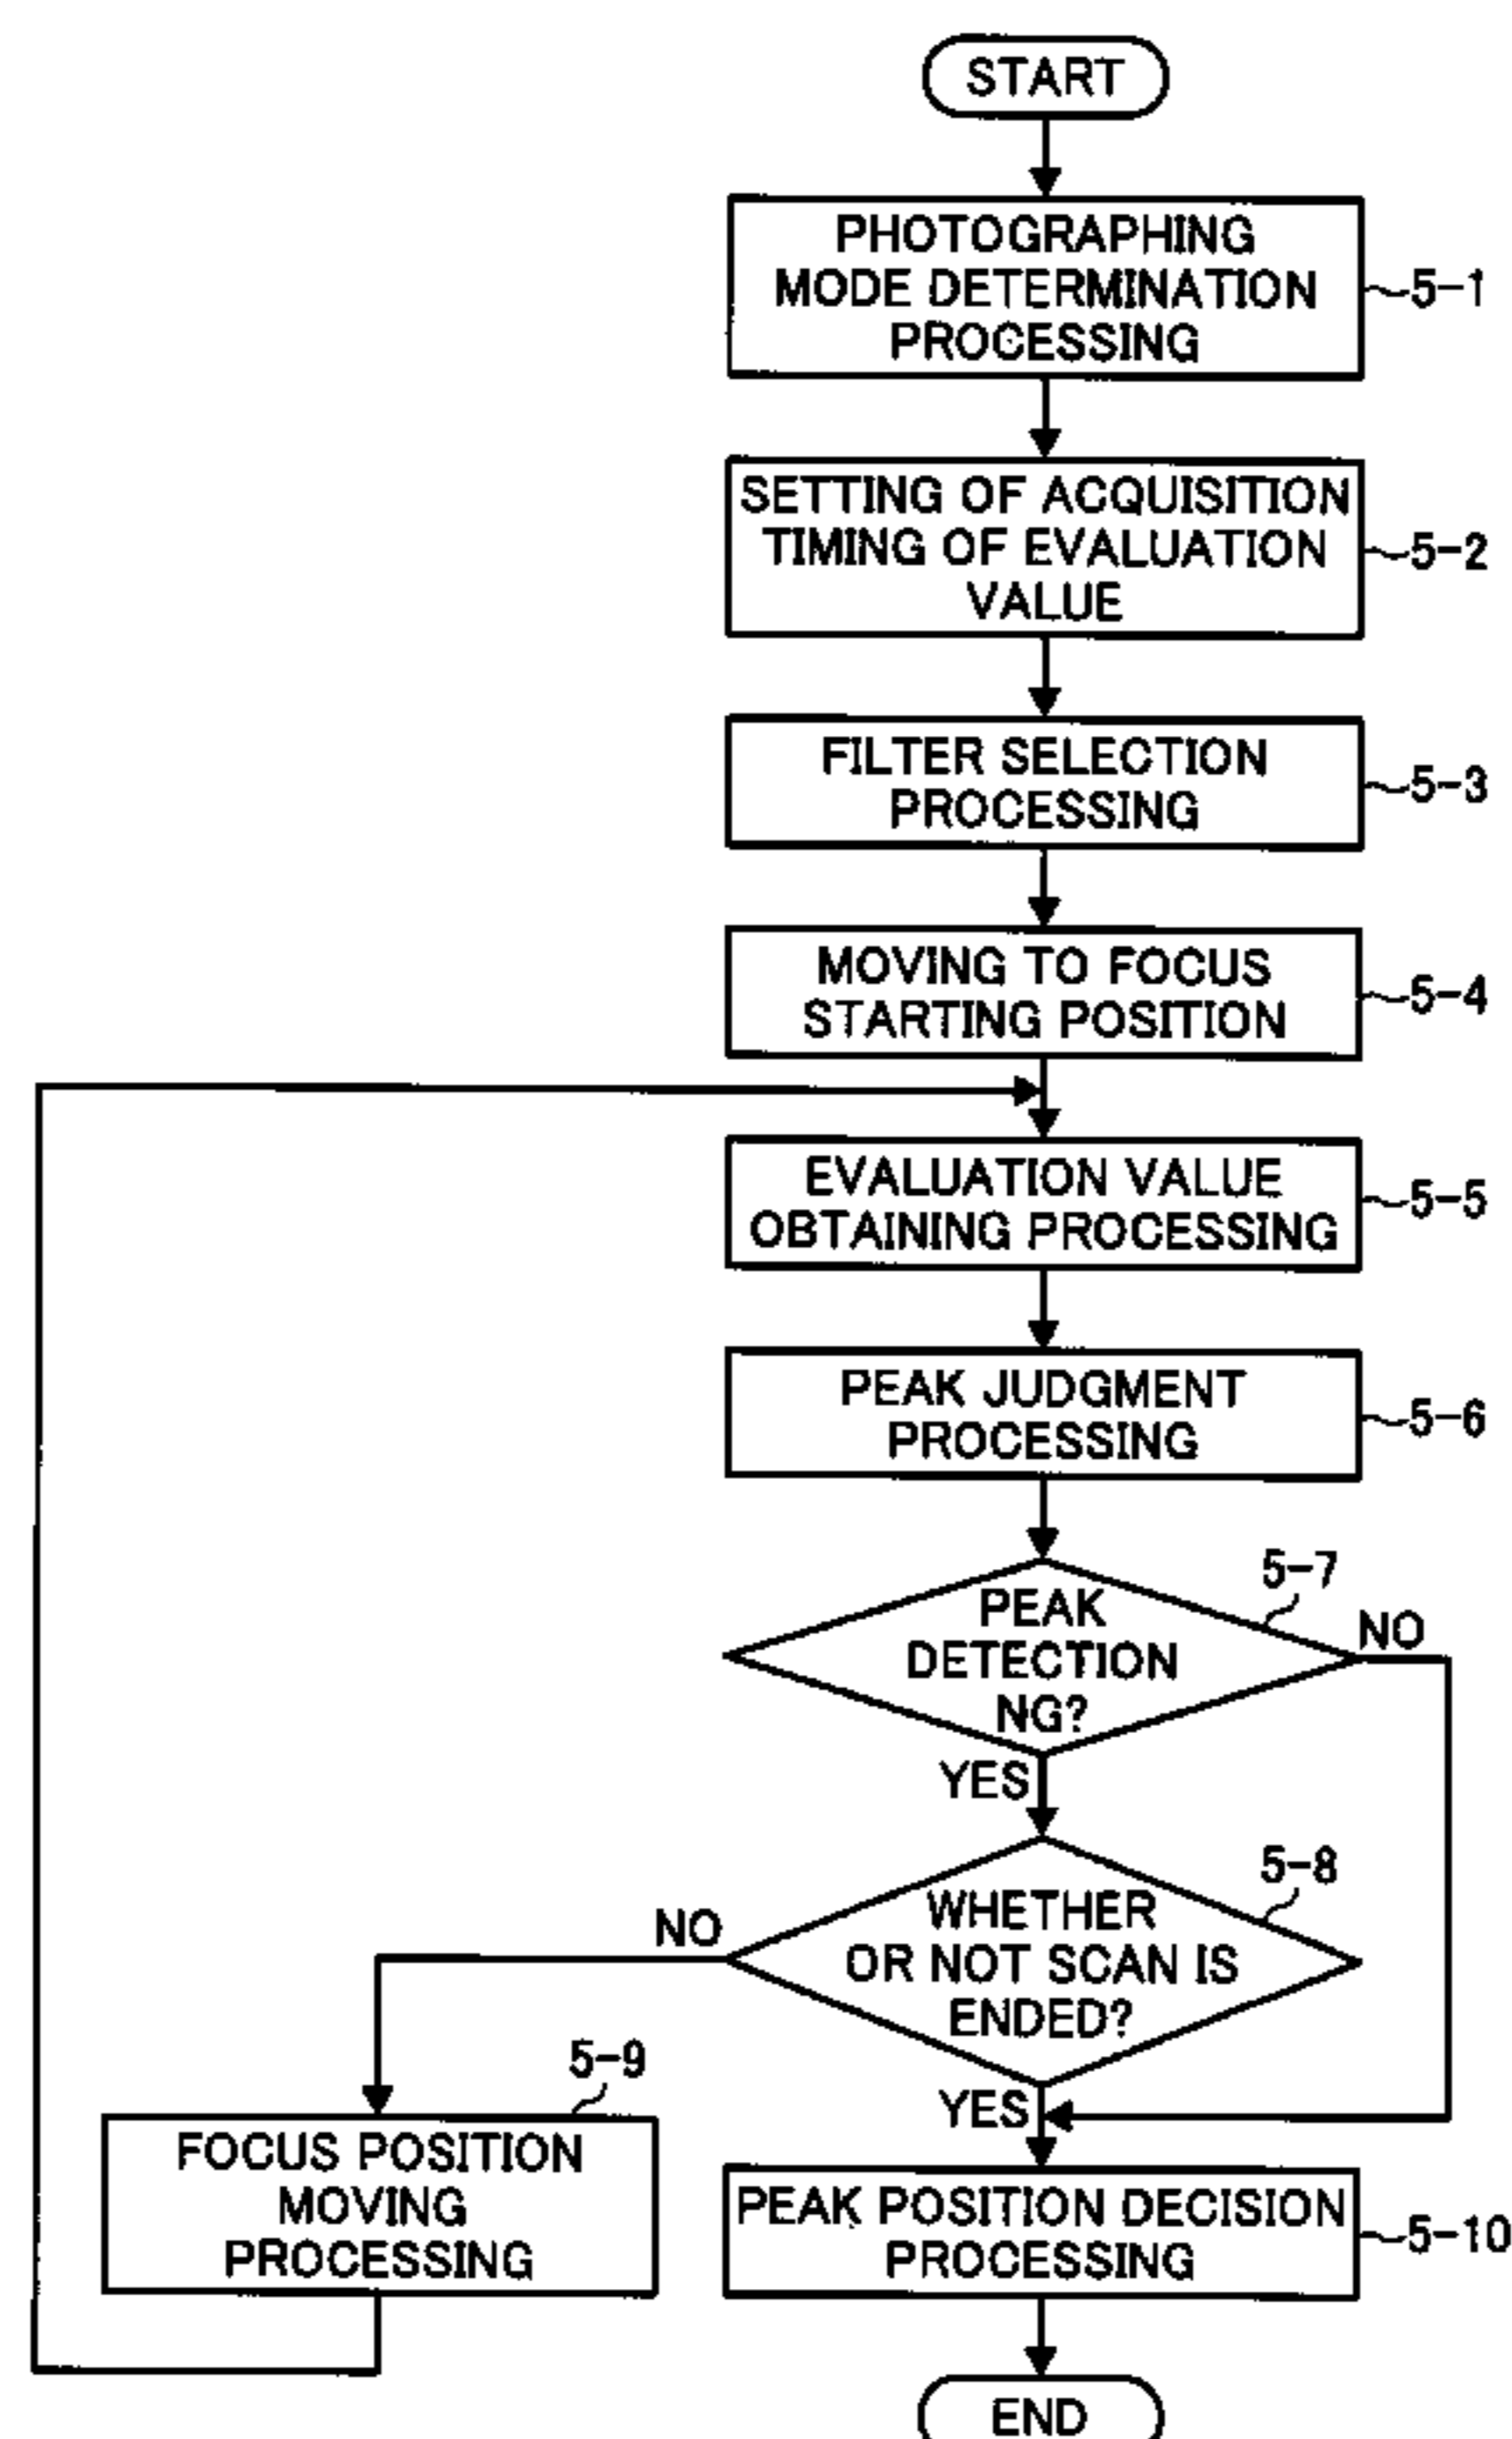 START
PHOTOGRAPHING
MODE DETERMINATION
PROCESSING
5-1
SETTING OF ACQUISITION
TIMING OF EVALUATION
VALUE
5-2
FILTER SELECTION
PROCESSING
5-3
MOVING TO FOCUS
STARTING POSITION
5-4
EVALUATION VALUE
OBTAINING PROCESSING
5-5
PEAK JUDGMENT
PROCESSING
5-6
5-7
PEAK
DETECTION
NG?
NO
YES
5-8
WHETHER
OR NOT SCAN IS
ENDED?
NO
YES
5-9
FOCUS POSITION
MOVING
PROCESSING
PEAK POSITION DECISION
PROCESSING
5-10
END